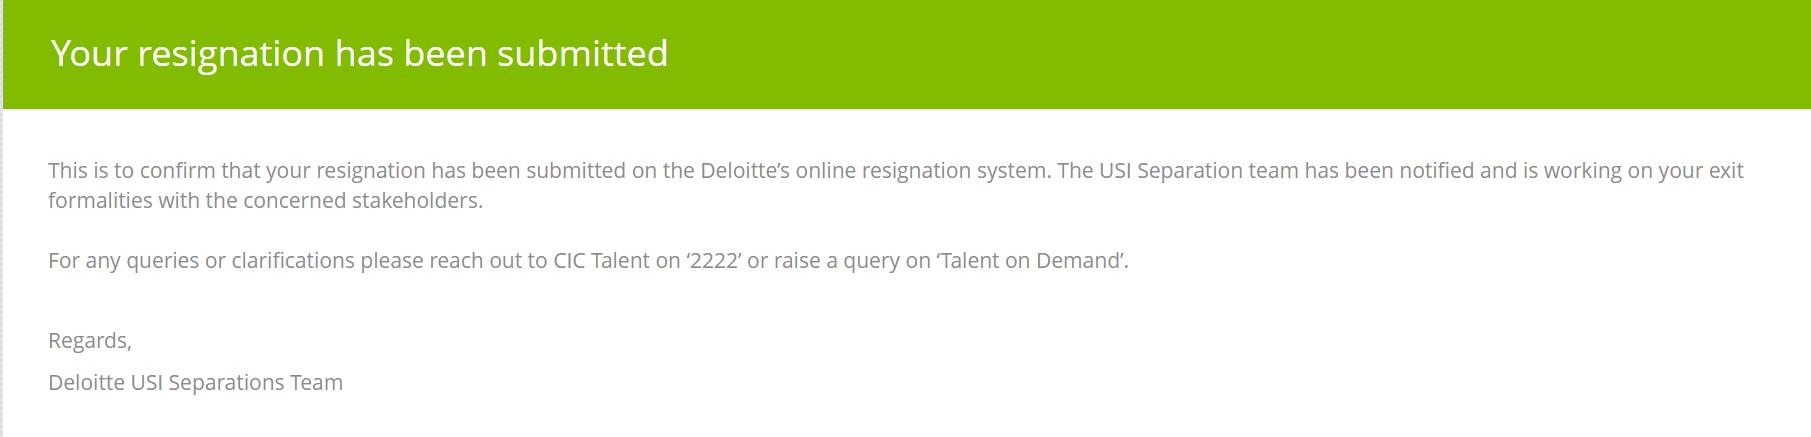 Your resignation has been submitted
This is to confirm that your resignation has been submitted on the Deloitte’s online resignation system. The USI Separation team has been notified and is working on your exit
formalities with the concerned stakeholders.
For any queries or clarifications please reach out to CIC Talent on ‘2222’ or raise a query on ‘Talent on Demand’.
Regards,
Deloitte USI Separations Team